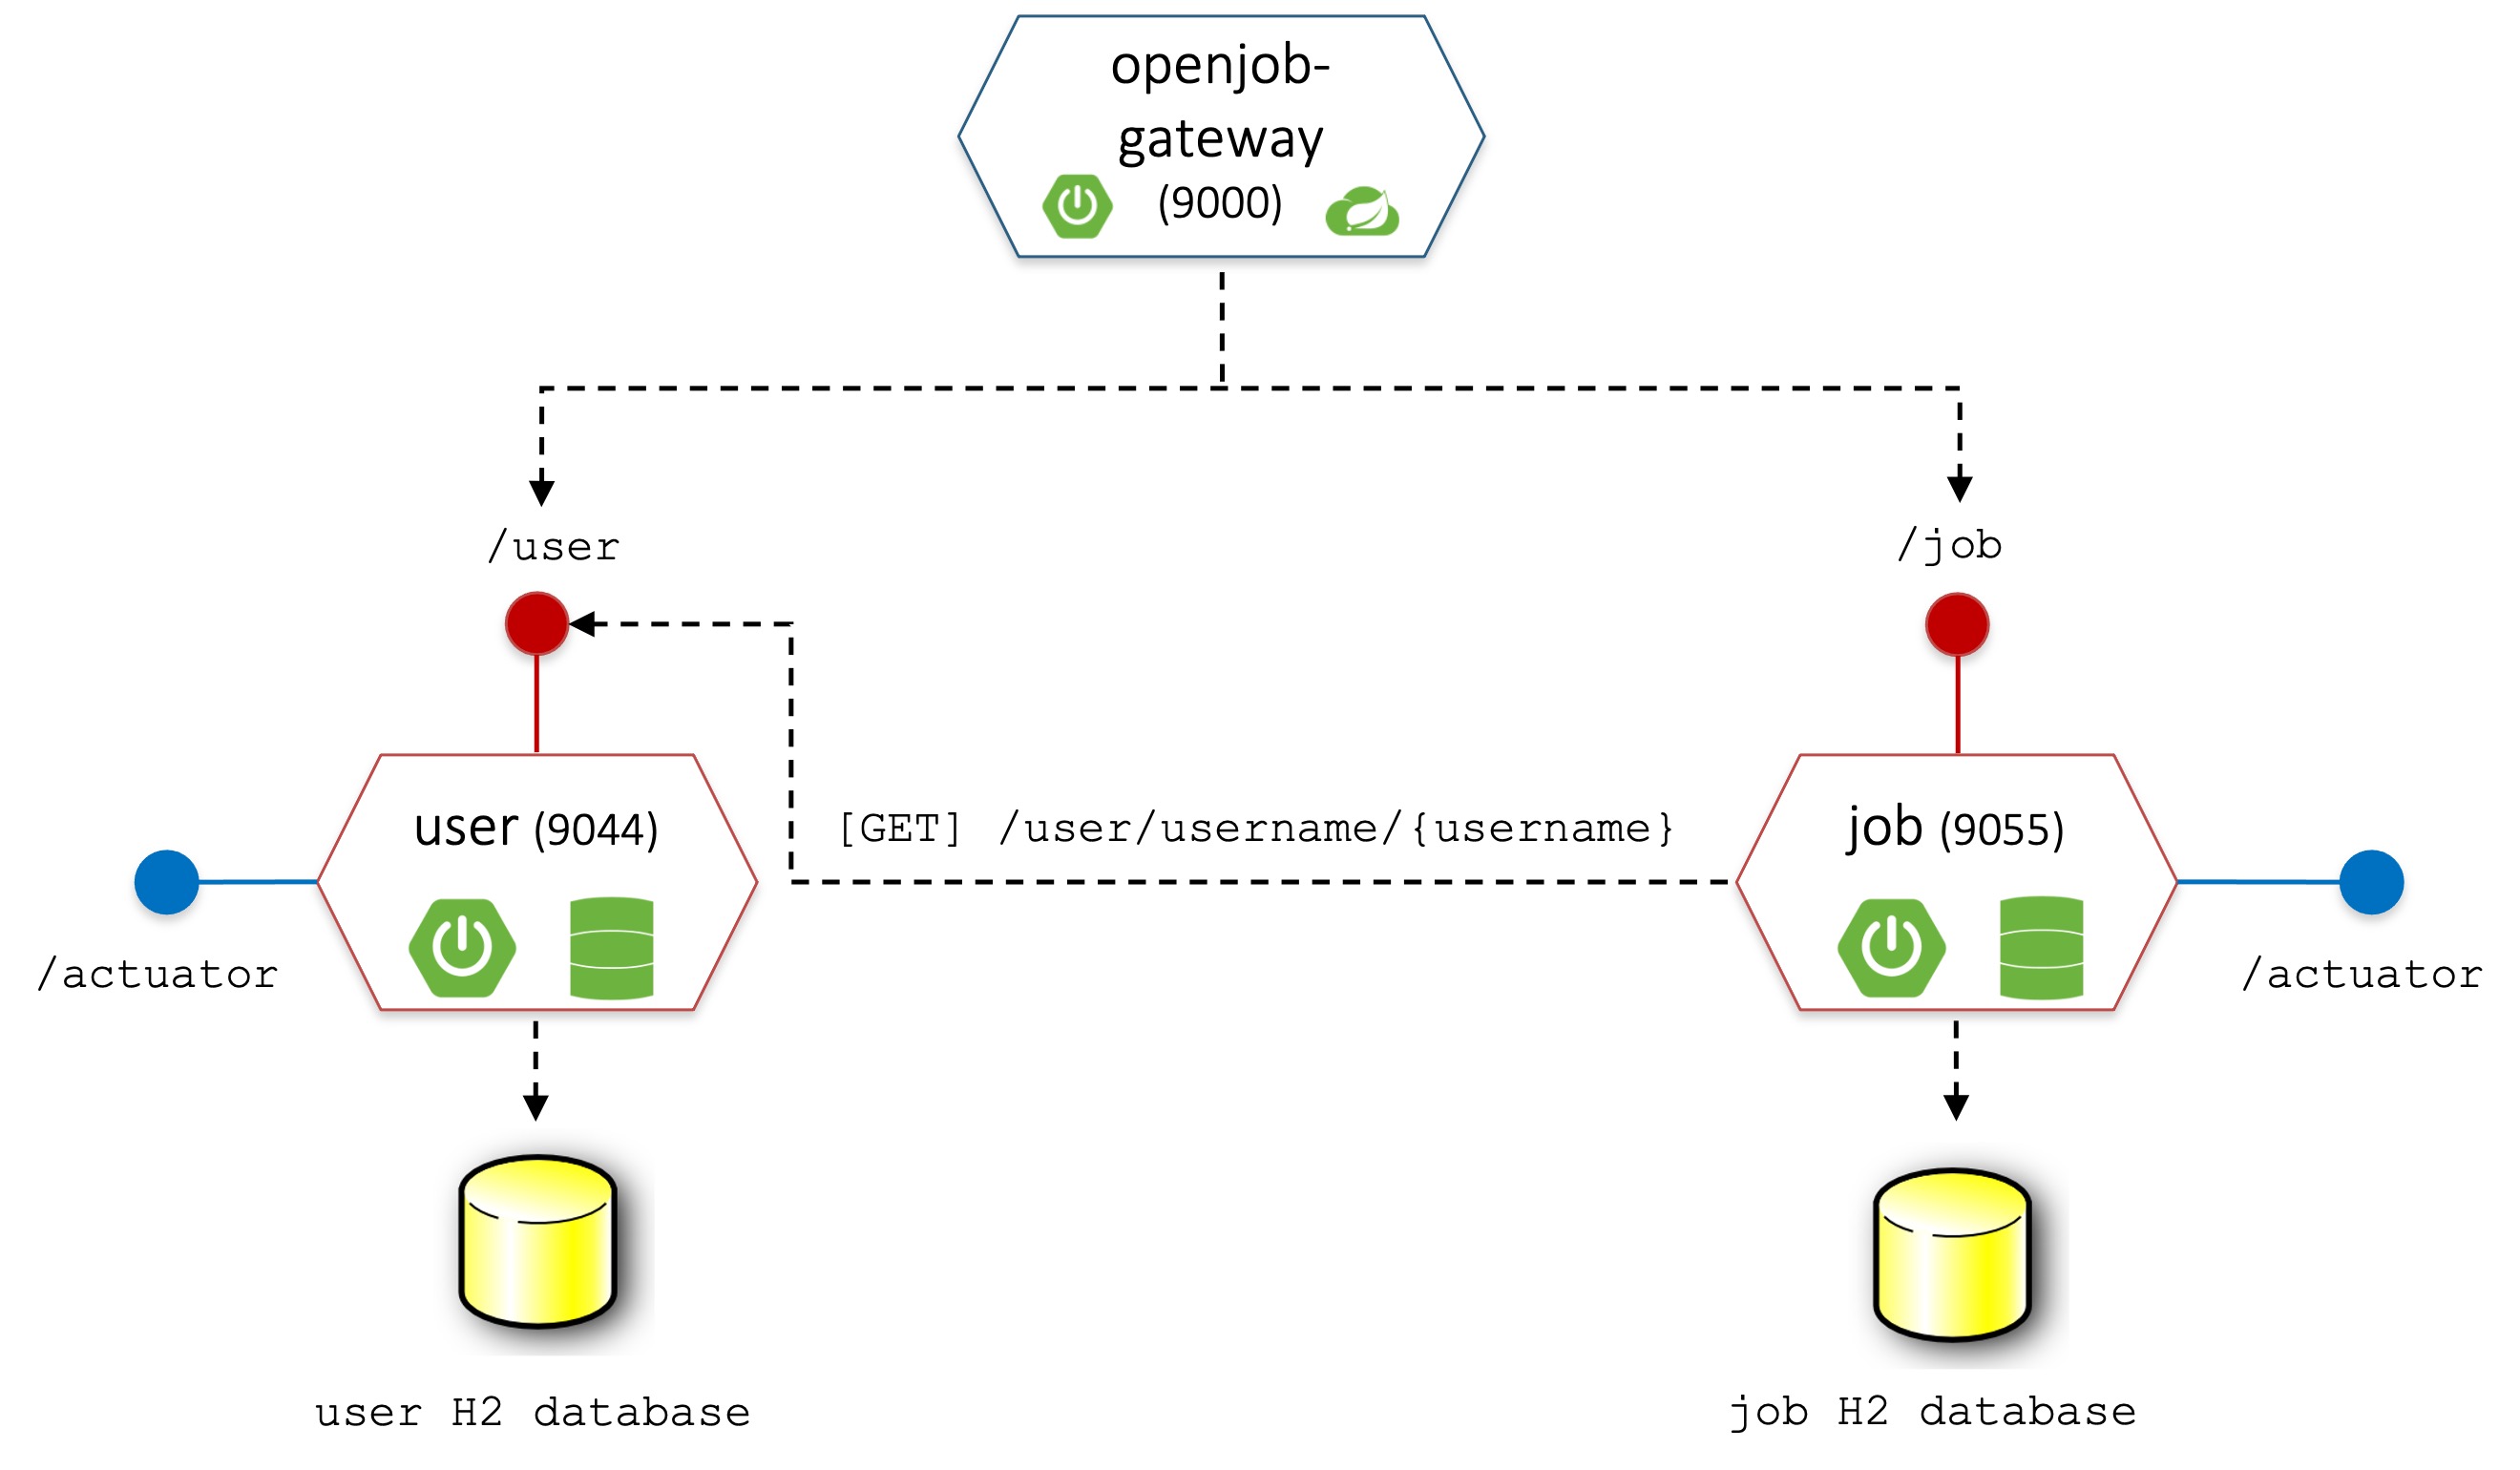 openjob-
gateway
(9000)
/user
/job
user (9044)
[GET] /user/username/{username}
job (9055)
/actuator
/actuator
user H2 database
job H2 database